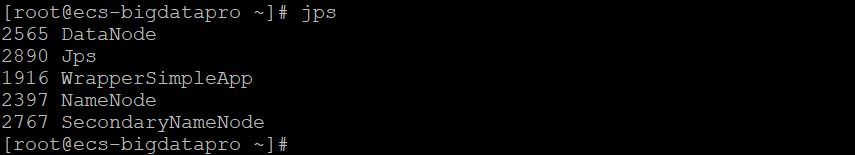 [root@ecs-bigdatapro ~]# jps
2565 DataNode
2890 Jps
1916 WrapperSimpleApp
2397 NameNode
2767 SecondaryNameNode
[root@ecs-bigdatapro ~]#